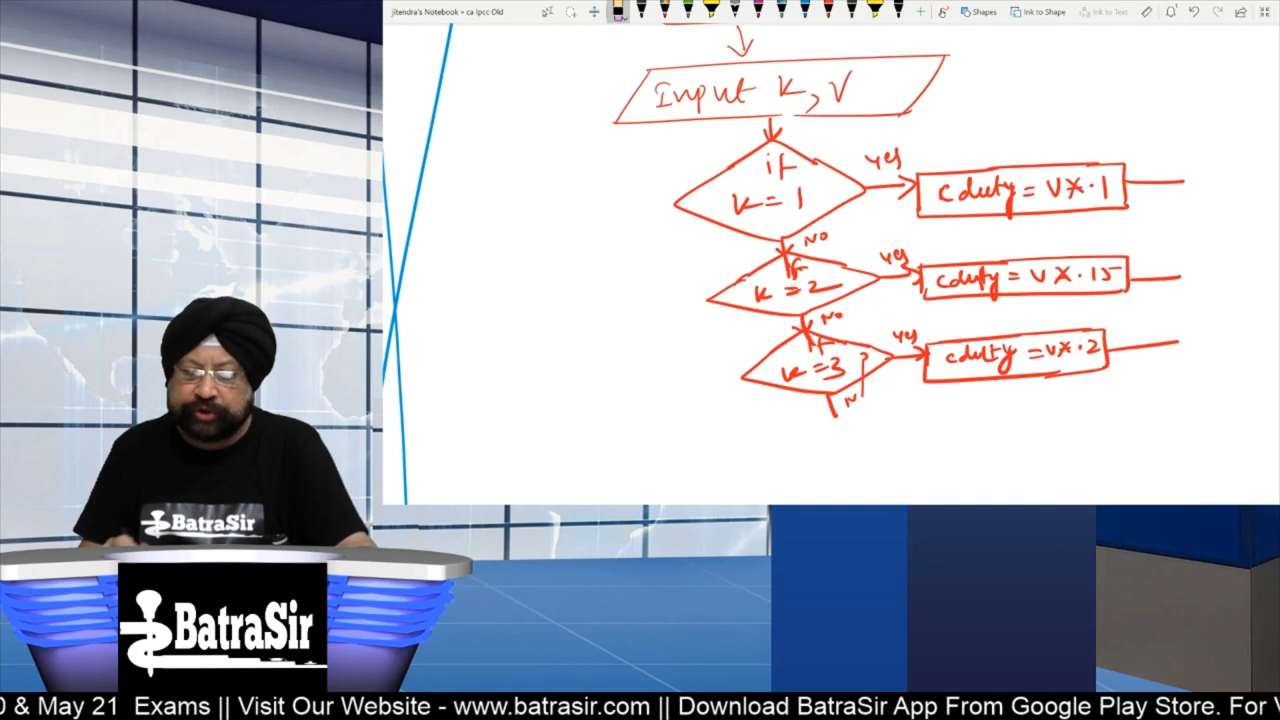 jitendra's Notebook » ca Ipcc Old
Shapes
Ink to Shape
Ink to Text
Input K, V
if
K = 1
yes
cduty = V X .1
No
if
K = 2
yes
cduty = V X .15
No
if
K = 3
yes
cduty = V X .2
N
BatraSir
BatraSir
0 & May 21 Exams || Visit Our Website - www.batrasir.com || Download BatraSir App From Google Play Store. For V